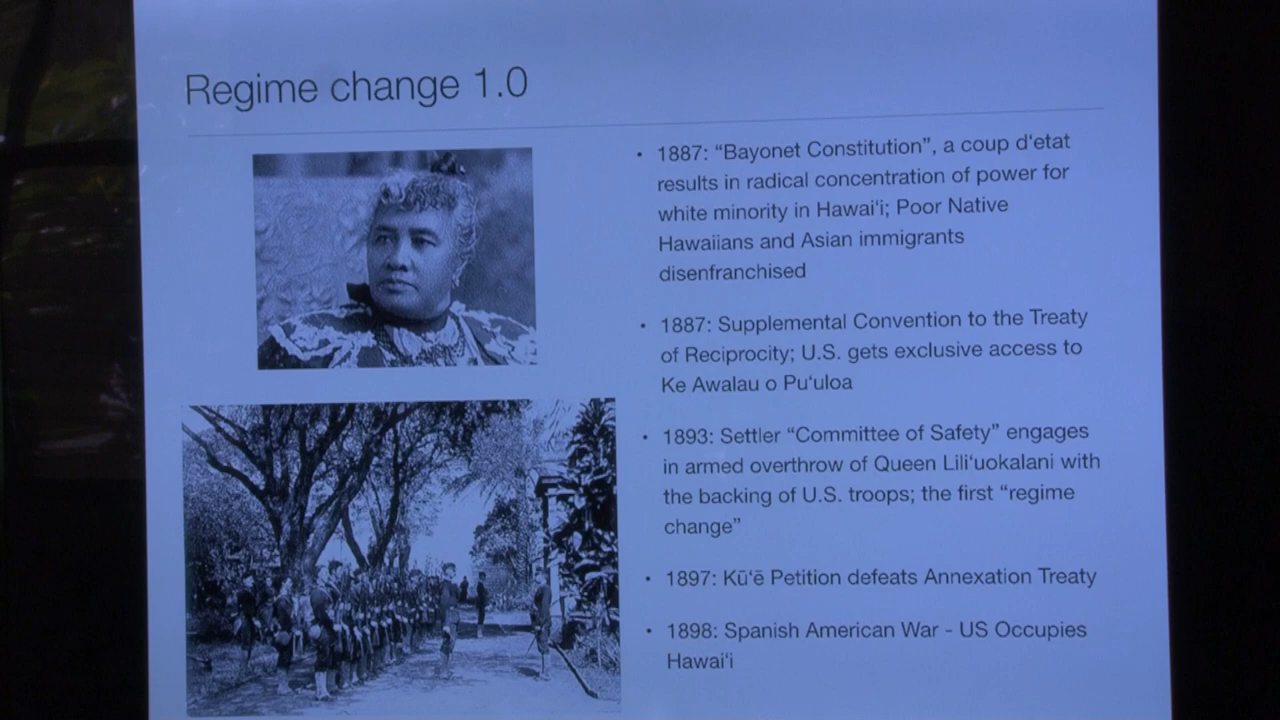 Regime change 1.0
• 1887: “Bayonet Constitution”, a coup d‘etat
results in radical concentration of power for
white minority in Hawai‘i; Poor Native
Hawaiians and Asian immigrants
disenfranchised
• 1887: Supplemental Convention to the Treaty
of Reciprocity; U.S. gets exclusive access to
Ke Awalau o Pu‘uloa
• 1893: Settler “Committee of Safety” engages
in armed overthrow of Queen Lili‘uokalani with
the backing of U.S. troops; the first “regime
change”
• 1897: Kū‘ē Petition defeats Annexation Treaty
• 1898: Spanish American War - US Occupies
Hawai‘i